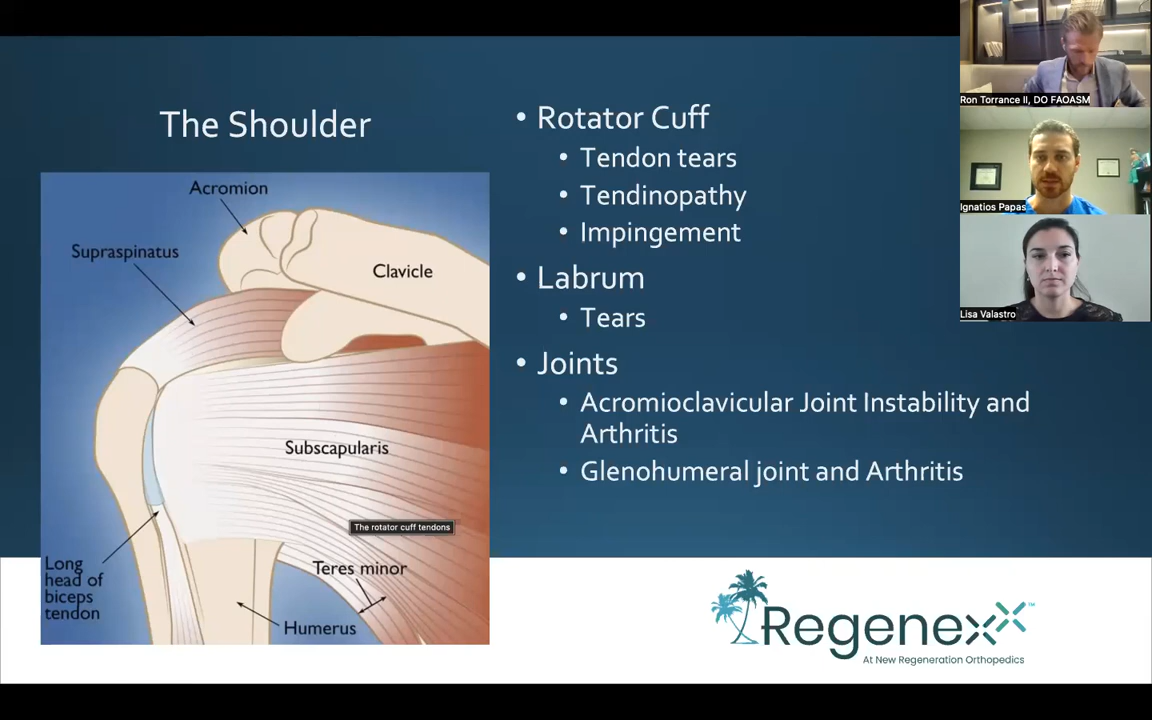 The Shoulder
Acromion
Supraspinatus
Clavicle
Subscapularis
The rotator cuff tendons
Long
head of
biceps
tendon
Teres minor
Humerus
• Rotator Cuff
• Tendon tears
• Tendinopathy
• Impingement
• Labrum
• Tears
• Joints
• Acromioclavicular Joint Instability and
Arthritis
• Glenohumeral joint and Arthritis
Ron Torrance II, DO FAOASM
Ignatios Papas
Lisa Valastro
Regenexx™
At New Regeneration Orthopedics